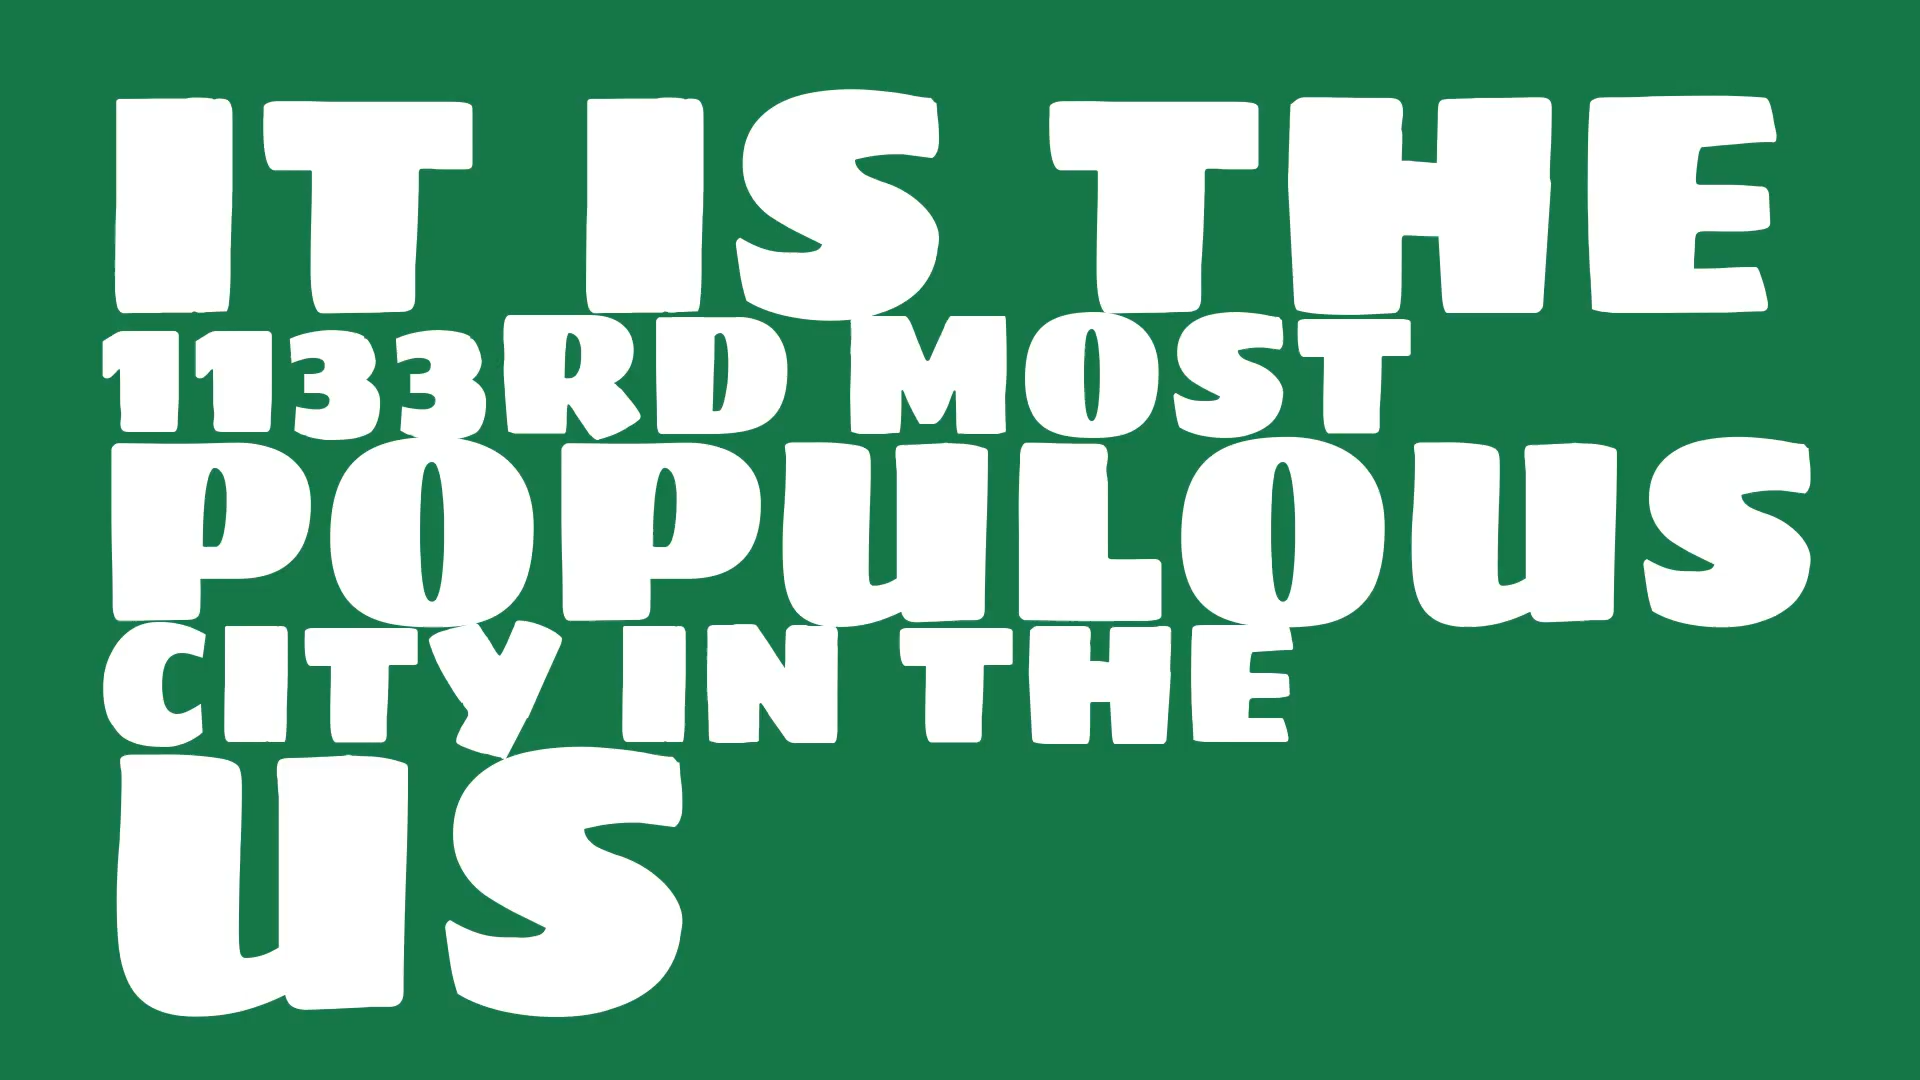 IT IS THE
1133RD MOST
POPULOUS
CITY IN THE
US